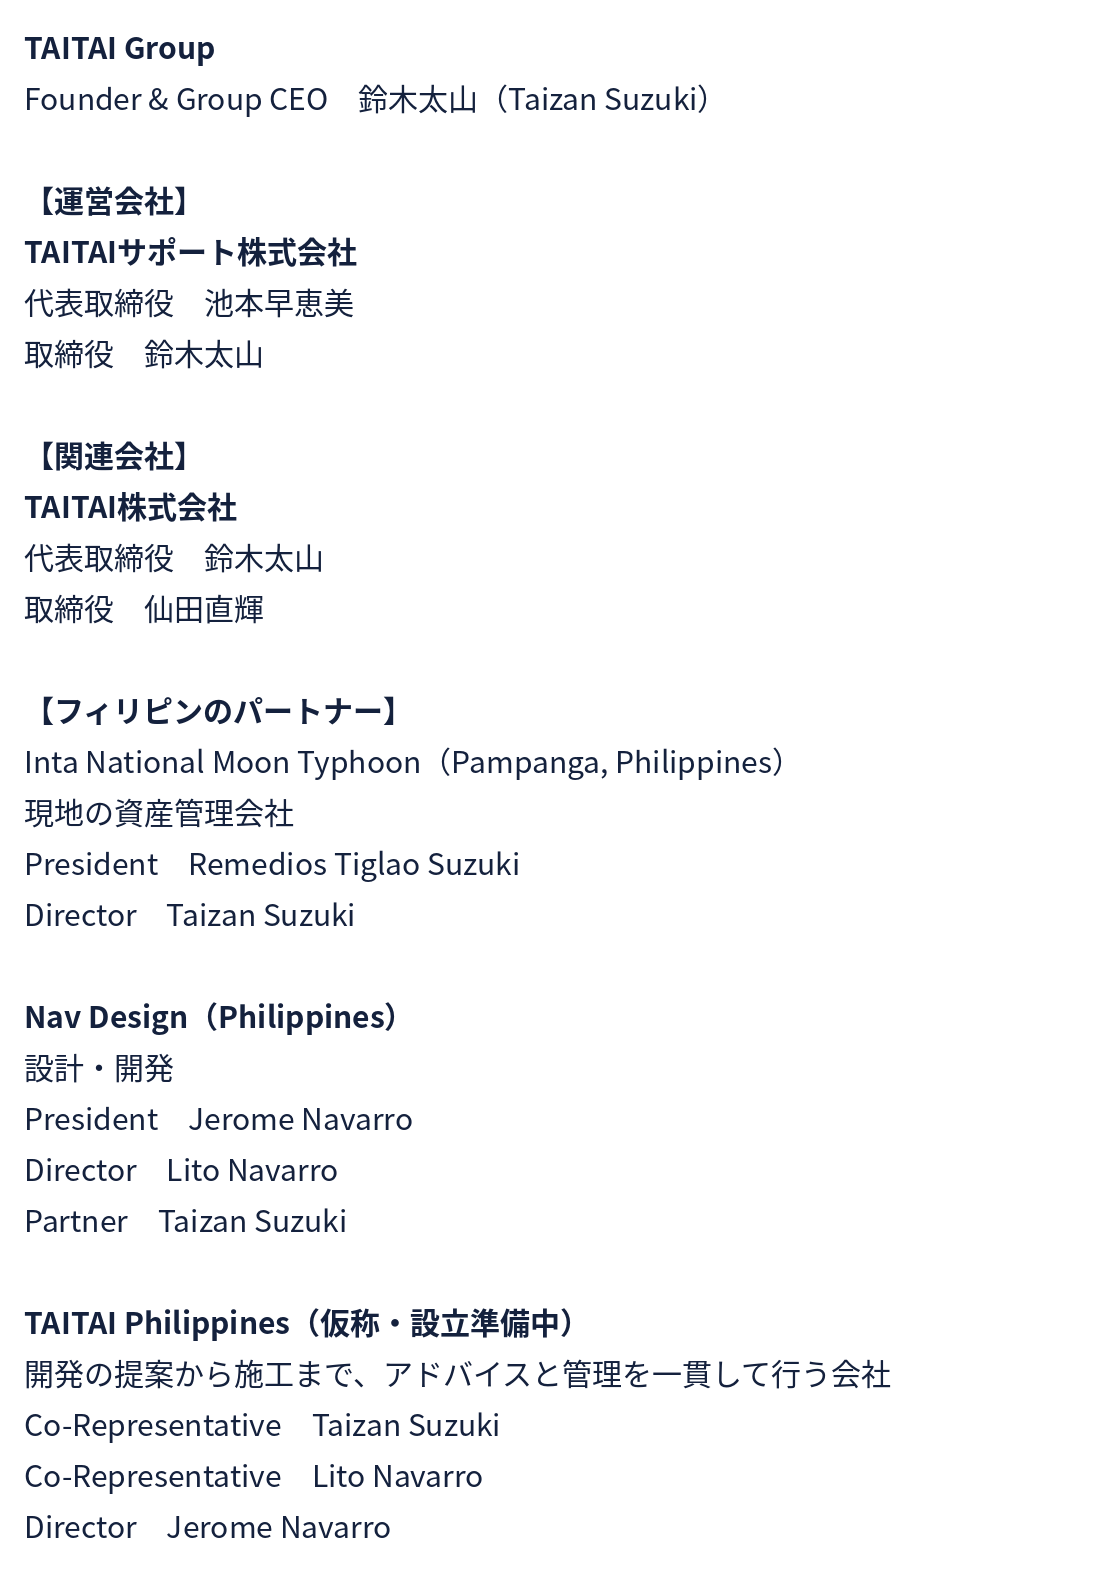 TAITAI Group
Founder & Group CEO　鈴木太山（Taizan Suzuki）
【運営会社】
TAITAIサポート株式会社
代表取締役　池本早恵美
取締役　鈴木太山
【関連会社】
TAITAI株式会社
代表取締役　鈴木太山
取締役　仙田直輝
【フィリピンのパートナー】
Inta National Moon Typhoon（Pampanga, Philippines）
現地の資産管理会社
President　Remedios Tiglao Suzuki
Director　Taizan Suzuki
Nav Design（Philippines）
設計・開発
President　Jerome Navarro
Director　Lito Navarro
Partner　Taizan Suzuki
TAITAI Philippines（仮称・設立準備中）
開発の提案から施工まで、アドバイスと管理を一貫して行う会社
Co-Representative　Taizan Suzuki
Co-Representative　Lito Navarro
Director　Jerome Navarro